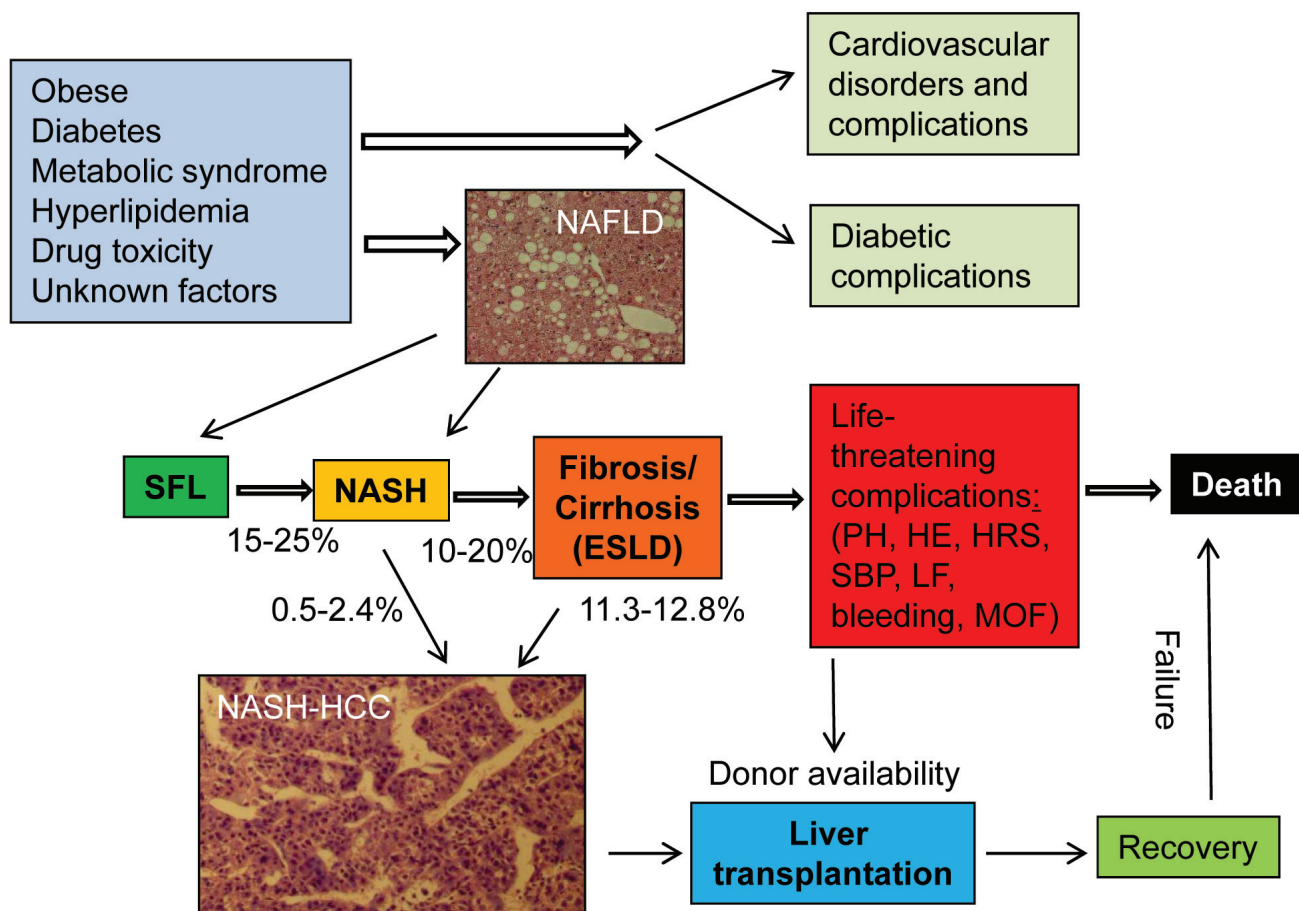 Obese
Diabetes
Metabolic syndrome
Hyperlipidemia
Drug toxicity
Unknown factors
Cardiovascular
disorders and
complications
NAFLD
Diabetic
complications
SFL
15-25%
NASH
10-20%
Fibrosis/
Cirrhosis
(ESLD)
Life-
threatening
complications:
(PH, HE, HRS,
SBP, LF,
bleeding, MOF)
Death
0.5-2.4%
11.3-12.8%
NASH-HCC
Donor availability
Liver
transplantation
Recovery
Failure